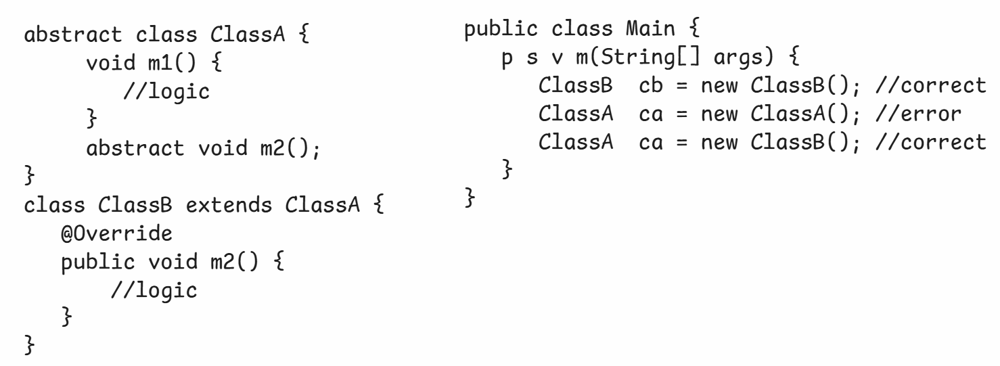 abstract class ClassA {
void m1() {
//logic
}
abstract void m2();
}
class ClassB extends ClassA {
@Override
public void m2() {
//logic
}
}
public class Main {
p s v m(String[] args) {
ClassB cb = new ClassB(); //correct
ClassA ca = new ClassA(); //error
ClassA ca = new ClassB(); //correct
}
}